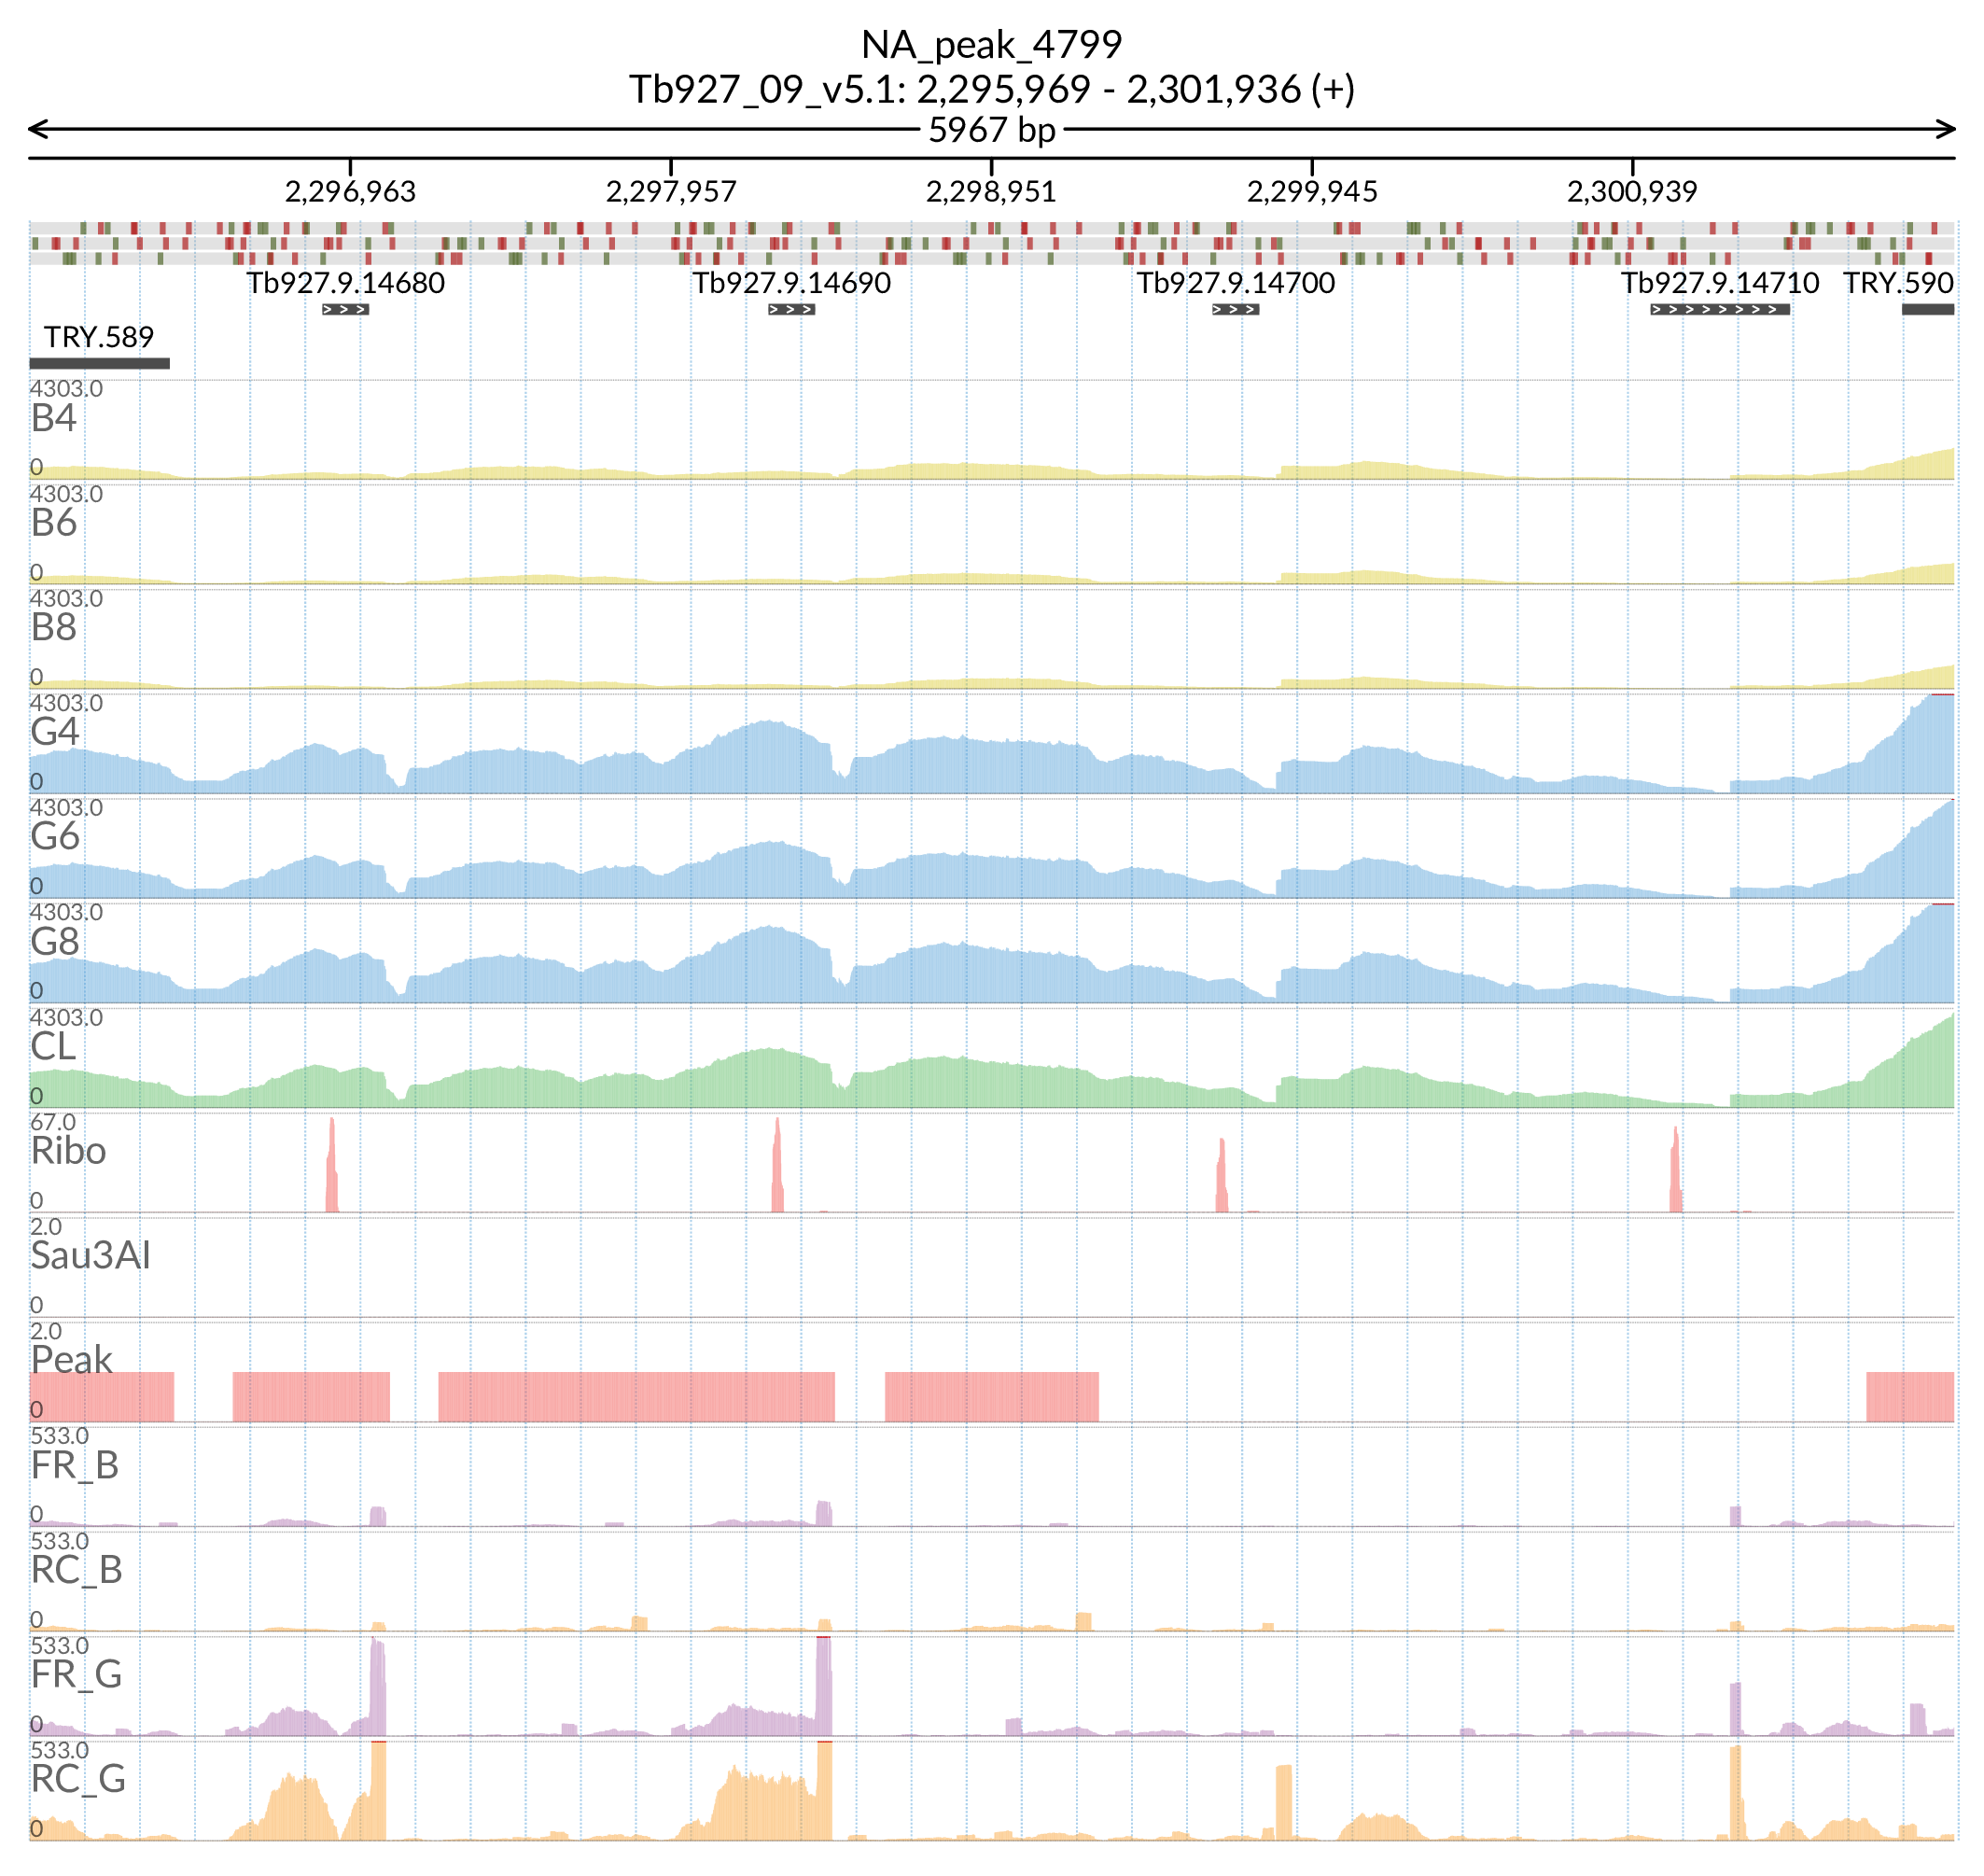 NA_peak_4799
Tb927_09_v5.1: 2,295,969 - 2,301,936 (+)
5967 bp
2,296,963 2,297,957 2,298,951 2,299,945 2,300,939
Tb927.9.14680 Tb927.9.14690 Tb927.9.14700 Tb927.9.14710 TRY.590
TRY.589
4303.0
B4
0
4303.0
B6
0
4303.0
B8
0
4303.0
G4
0
4303.0
G6
0
4303.0
G8
0
4303.0
CL
0
67.0
Ribo
0
2.0
Sau3AI
0
2.0
Peak
0
533.0
FR_B
0
533.0
RC_B
0
533.0
FR_G
0
533.0
RC_G
0